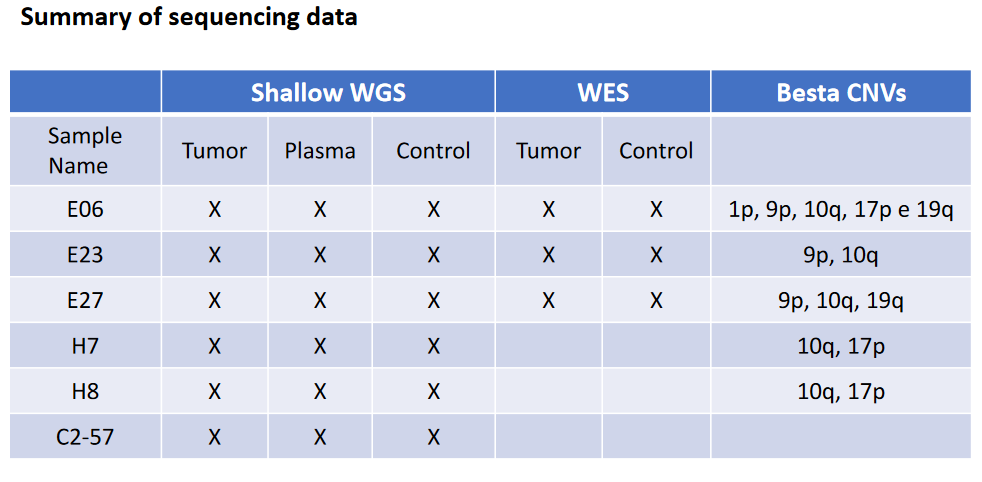 Summary of sequencing data
Shallow WGS WES Besta CNVs
Sample
Name
Tumor Plasma Control Tumor Control
E06 X X X X X 1p, 9p, 10q, 17p e 19q
E23 X X X X X 9p, 10q
E27 X X X X X 9p, 10q, 19q
H7 X X X 10q, 17p
H8 X X X 10q, 17p
C2-57 X X X